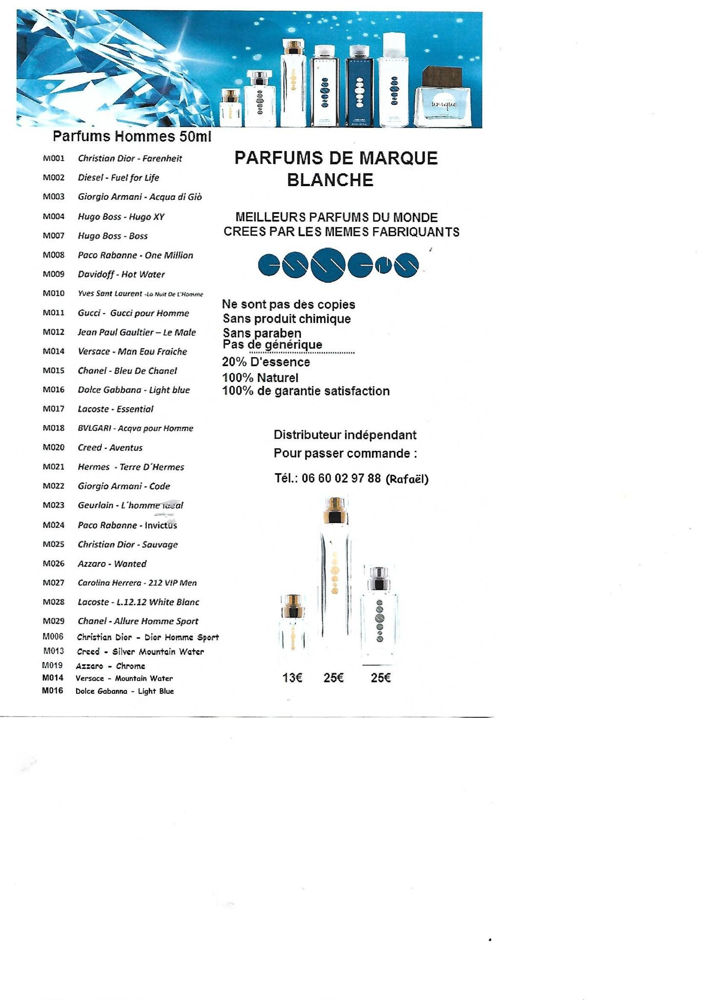 unique
Parfums Hommes 50ml
M001 Christian Dior - Farenheit
M002 Diesel - Fuel for Life
M003 Giorgio Armani - Acqua di Giò
M004 Hugo Boss - Hugo XY
M007 Hugo Boss - Boss
M008 Paco Rabanne - One Million
M009 Davidoff - Hot Water
M010 Yves Sant Laurent -La Nuit De L'Homme
M011 Gucci - Gucci pour Homme
M012 Jean Paul Gaultier – Le Male
M014 Versace - Man Eau Fraiche
M015 Chanel - Bleu De Chanel
M016 Dolce Gabbana - Light blue
M017 Lacoste - Essential
M018 BVLGARI - Acqva pour Homme
M020 Creed - Aventus
M021 Hermes - Terre D´Hermes
M022 Giorgio Armani - Code
M023 Geurlain - L´homme ideal
M024 Paco Rabanne - Invictus
M025 Christian Dior - Sauvage
M026 Azzaro - Wanted
M027 Carolina Herrera - 212 VIP Men
M028 Lacoste - L.12.12 White Blanc
M029 Chanel - Allure Homme Sport
M006 Christian Dior - Dior Homme Sport
M013 Creed - Silver Mountain Water
M019 Azzaro - Chrome
M014 Versace - Mountain Water
M016 Dolce Gabanna - Light Blue
PARFUMS DE MARQUE
BLANCHE
MEILLEURS PARFUMS DU MONDE
CREES PAR LES MEMES FABRIQUANTS
essens
Ne sont pas des copies
Sans produit chimique
Sans paraben
Pas de générique
20% D'essence
100% Naturel
100% de garantie satisfaction
Distributeur indépendant
Pour passer commande :
Tél.: 06 60 02 97 88 (Rafaël)
13€ 25€ 25€